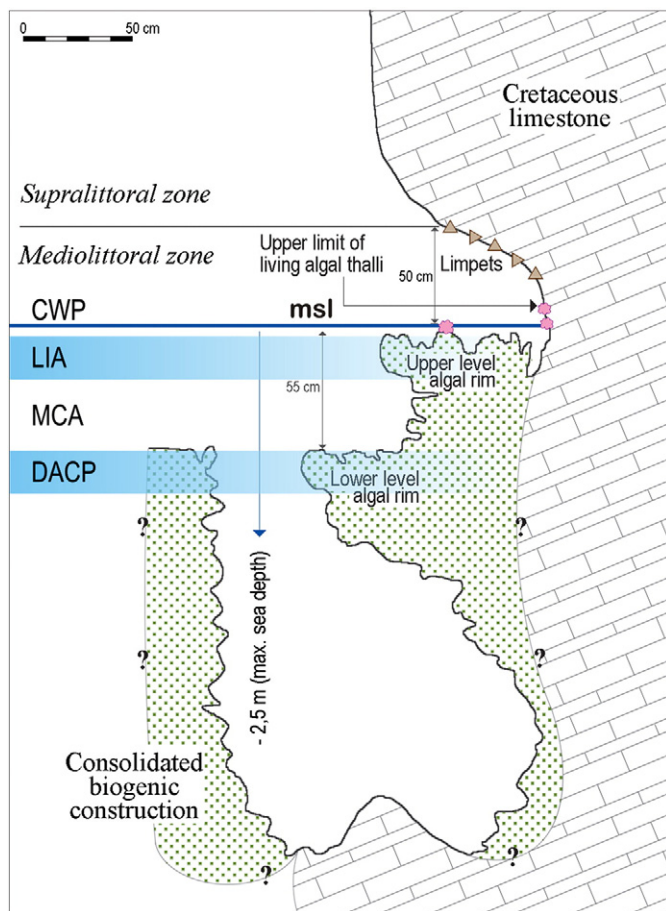 0
50 cm
Cretaceous
limestone
Supralittoral zone
Mediolittoral zone
Upper limit of
living algal thalli
50 cm
Limpets
CWP
msl
LIA
Upper level
algal rim
55 cm
MCA
DACP
Lower level
algal rim
?
?
?
?
- 2,5 m (max. sea depth)
Consolidated
biogenic
construction
?
?